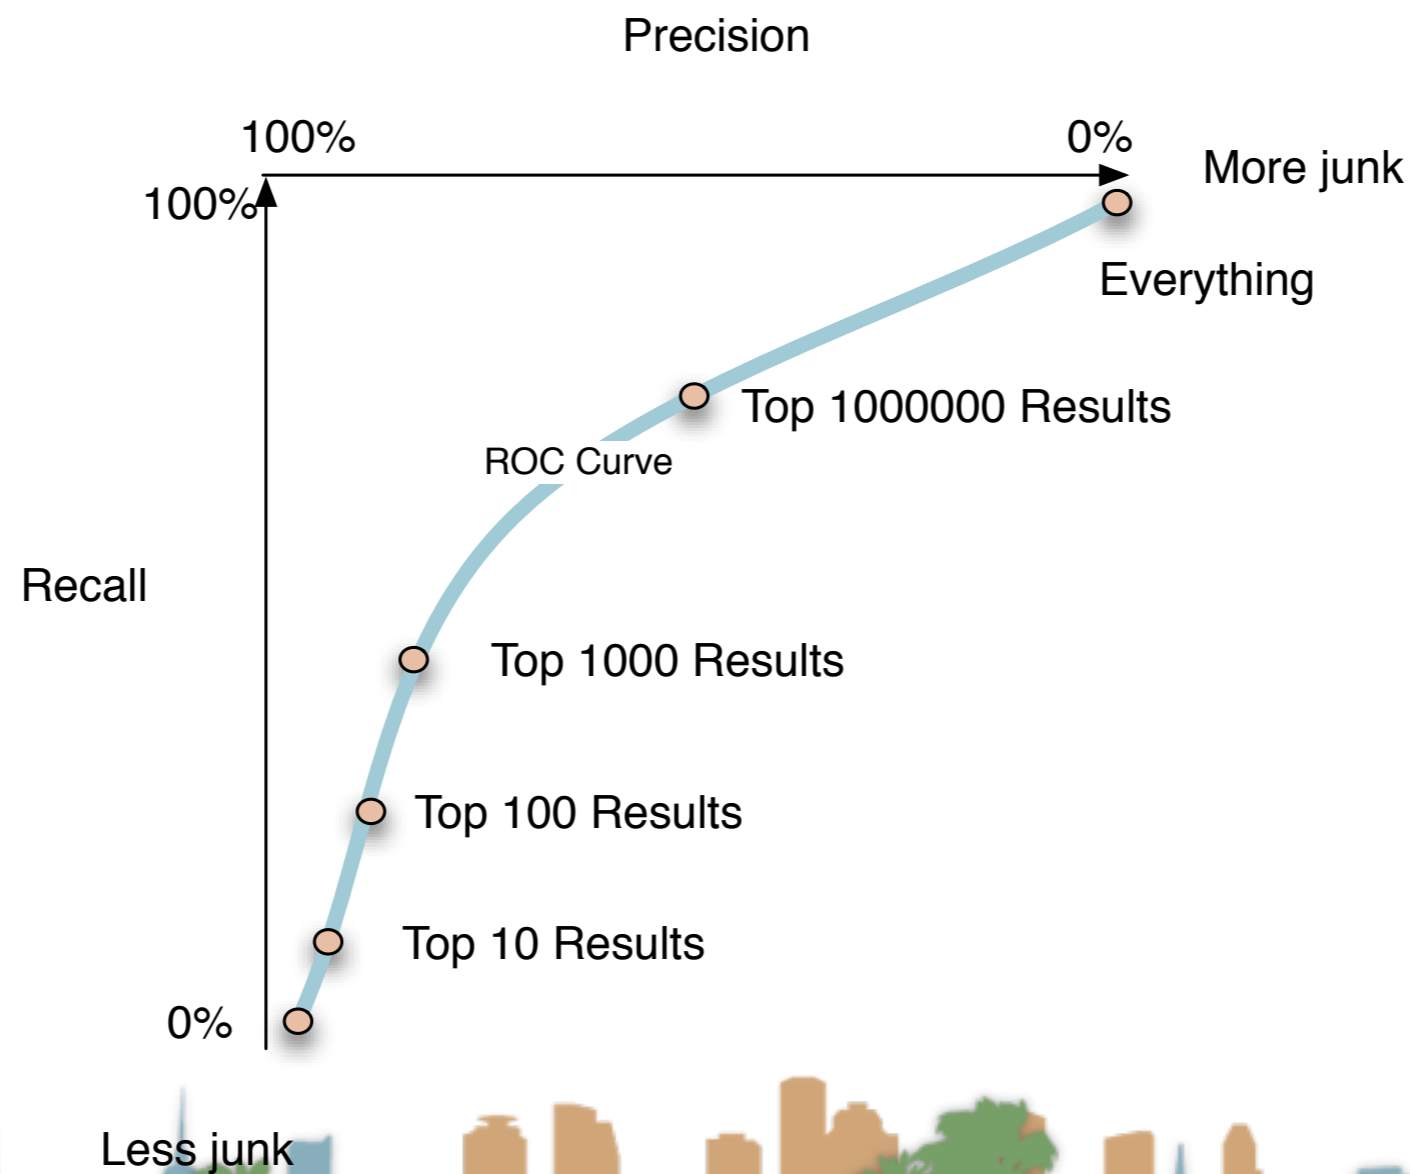 Precision
100%
0%
More junk
100%
Everything
Top 1000000 Results
ROC Curve
Recall
Top 1000 Results
Top 100 Results
Top 10 Results
0%
Less junk